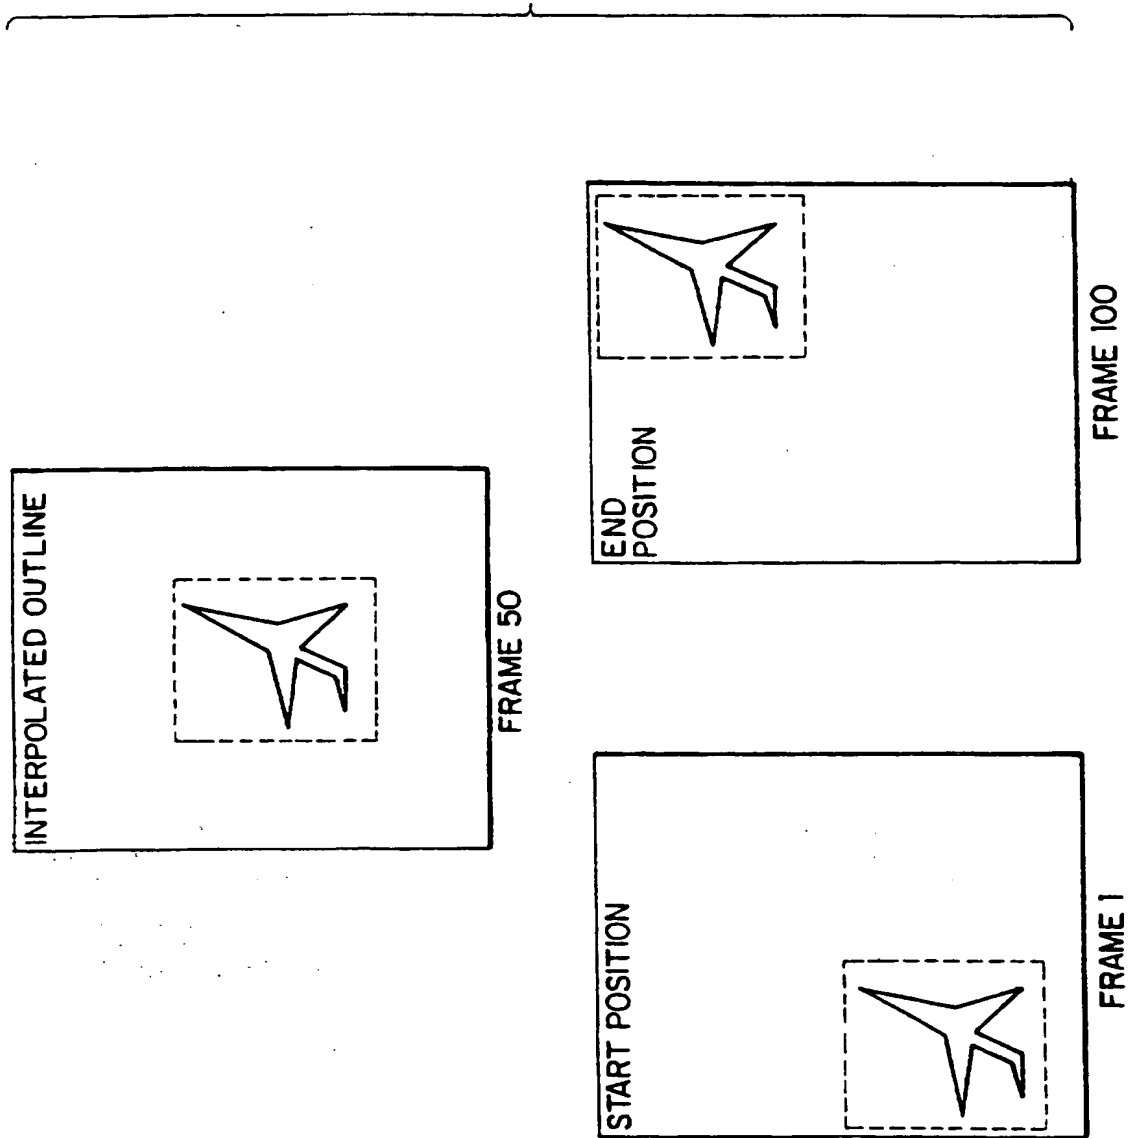 INTERPOLATED OUTLINE
FRAME 50
START POSITION
FRAME 1
END
POSITION
FRAME 100